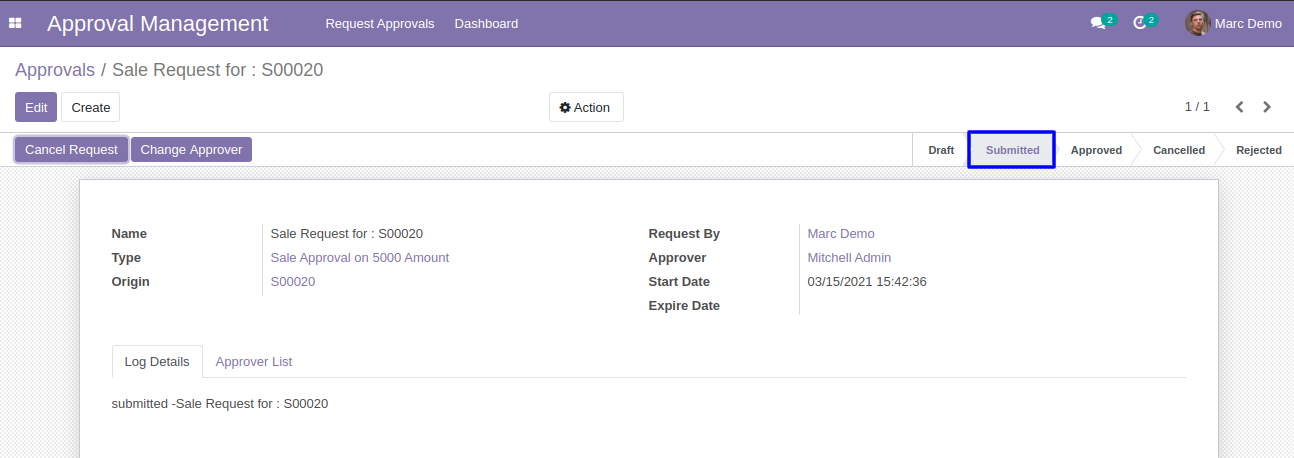 Approval Management Request Approvals Dashboard 2 2 Marc Demo
Approvals / Sale Request for : S00020
Edit Create Action 1 / 1
Cancel Request Change Approver Draft Submitted Approved Cancelled Rejected
Name Sale Request for : S00020 Request By Marc Demo
Type Sale Approval on 5000 Amount Approver Mitchell Admin
Origin S00020 Start Date 03/15/2021 15:42:36
Expire Date
Log Details Approver List
submitted -Sale Request for : S00020